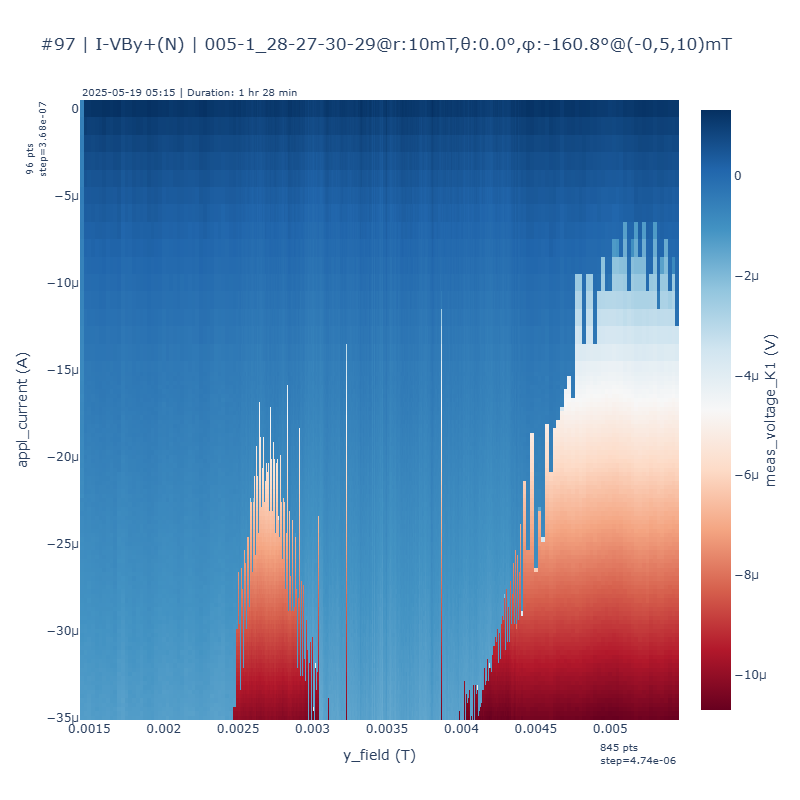 #97 | I-VBy+(N) | 005-1_28-27-30-29@r:10mT,θ:0.0º,φ:-160.8º@(-0,5,10)mT
2025-05-19 05:15 | Duration: 1 hr 28 min
96 pts
step=3.68e-07
appl_current (A)
0
−5μ
−10μ
−15μ
−20μ
−25μ
−30μ
−35μ
0.0015
0.002
0.0025
0.003
0.0035
0.004
0.0045
0.005
y_field (T)
845 pts
step=4.74e-06
0
−2μ
−4μ
−6μ
−8μ
−10μ
meas_voltage_K1 (V)